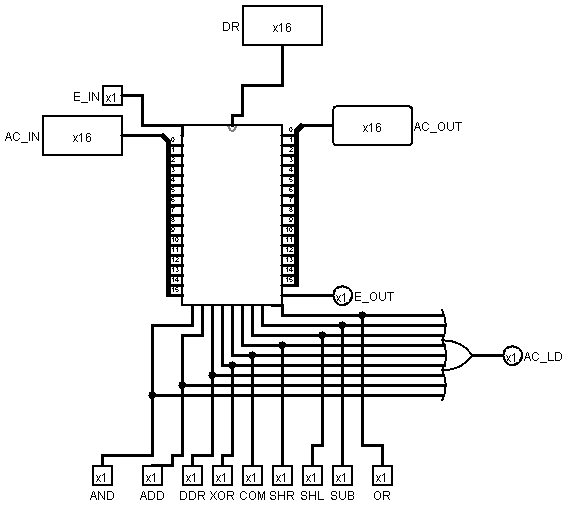 DR x16
E_IN x1
AC_IN x16
x16 AC_OUT
0 0
1 1
2 2
3 3
4 4
5 5
6 6
7 7
8 8
9 9
10 10
11 11
12 12
13 13
14 14
15 15
x1 E_OUT
x1 AC_LD
x1 x1 x1 x1 x1 x1 x1 x1 x1
AND ADD DDR XOR COM SHR SHL SUB OR